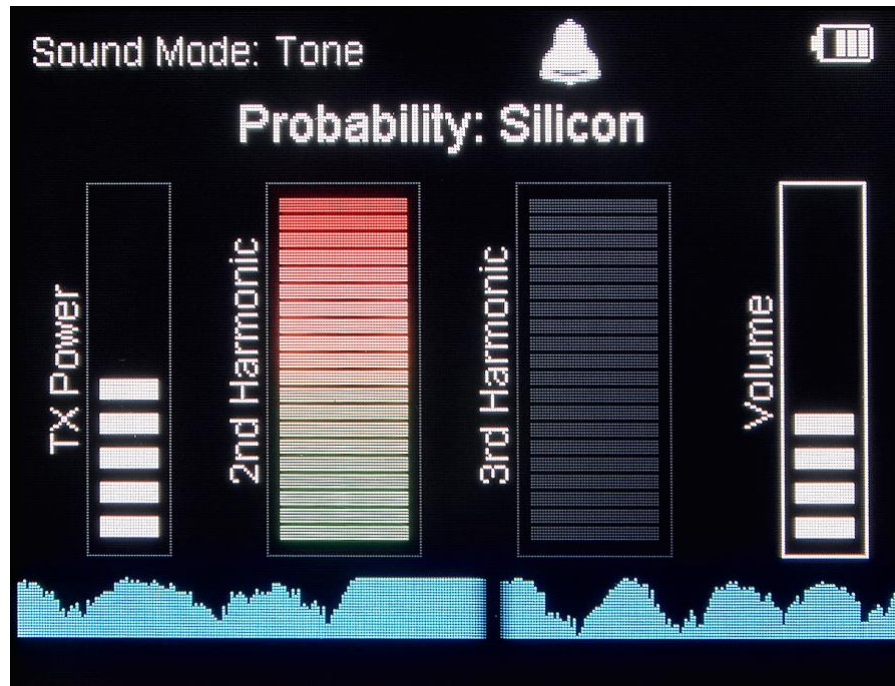 Sound Mode: Tone
Probability: Silicon
TX Power
2nd Harmonic
3rd Harmonic
Volume